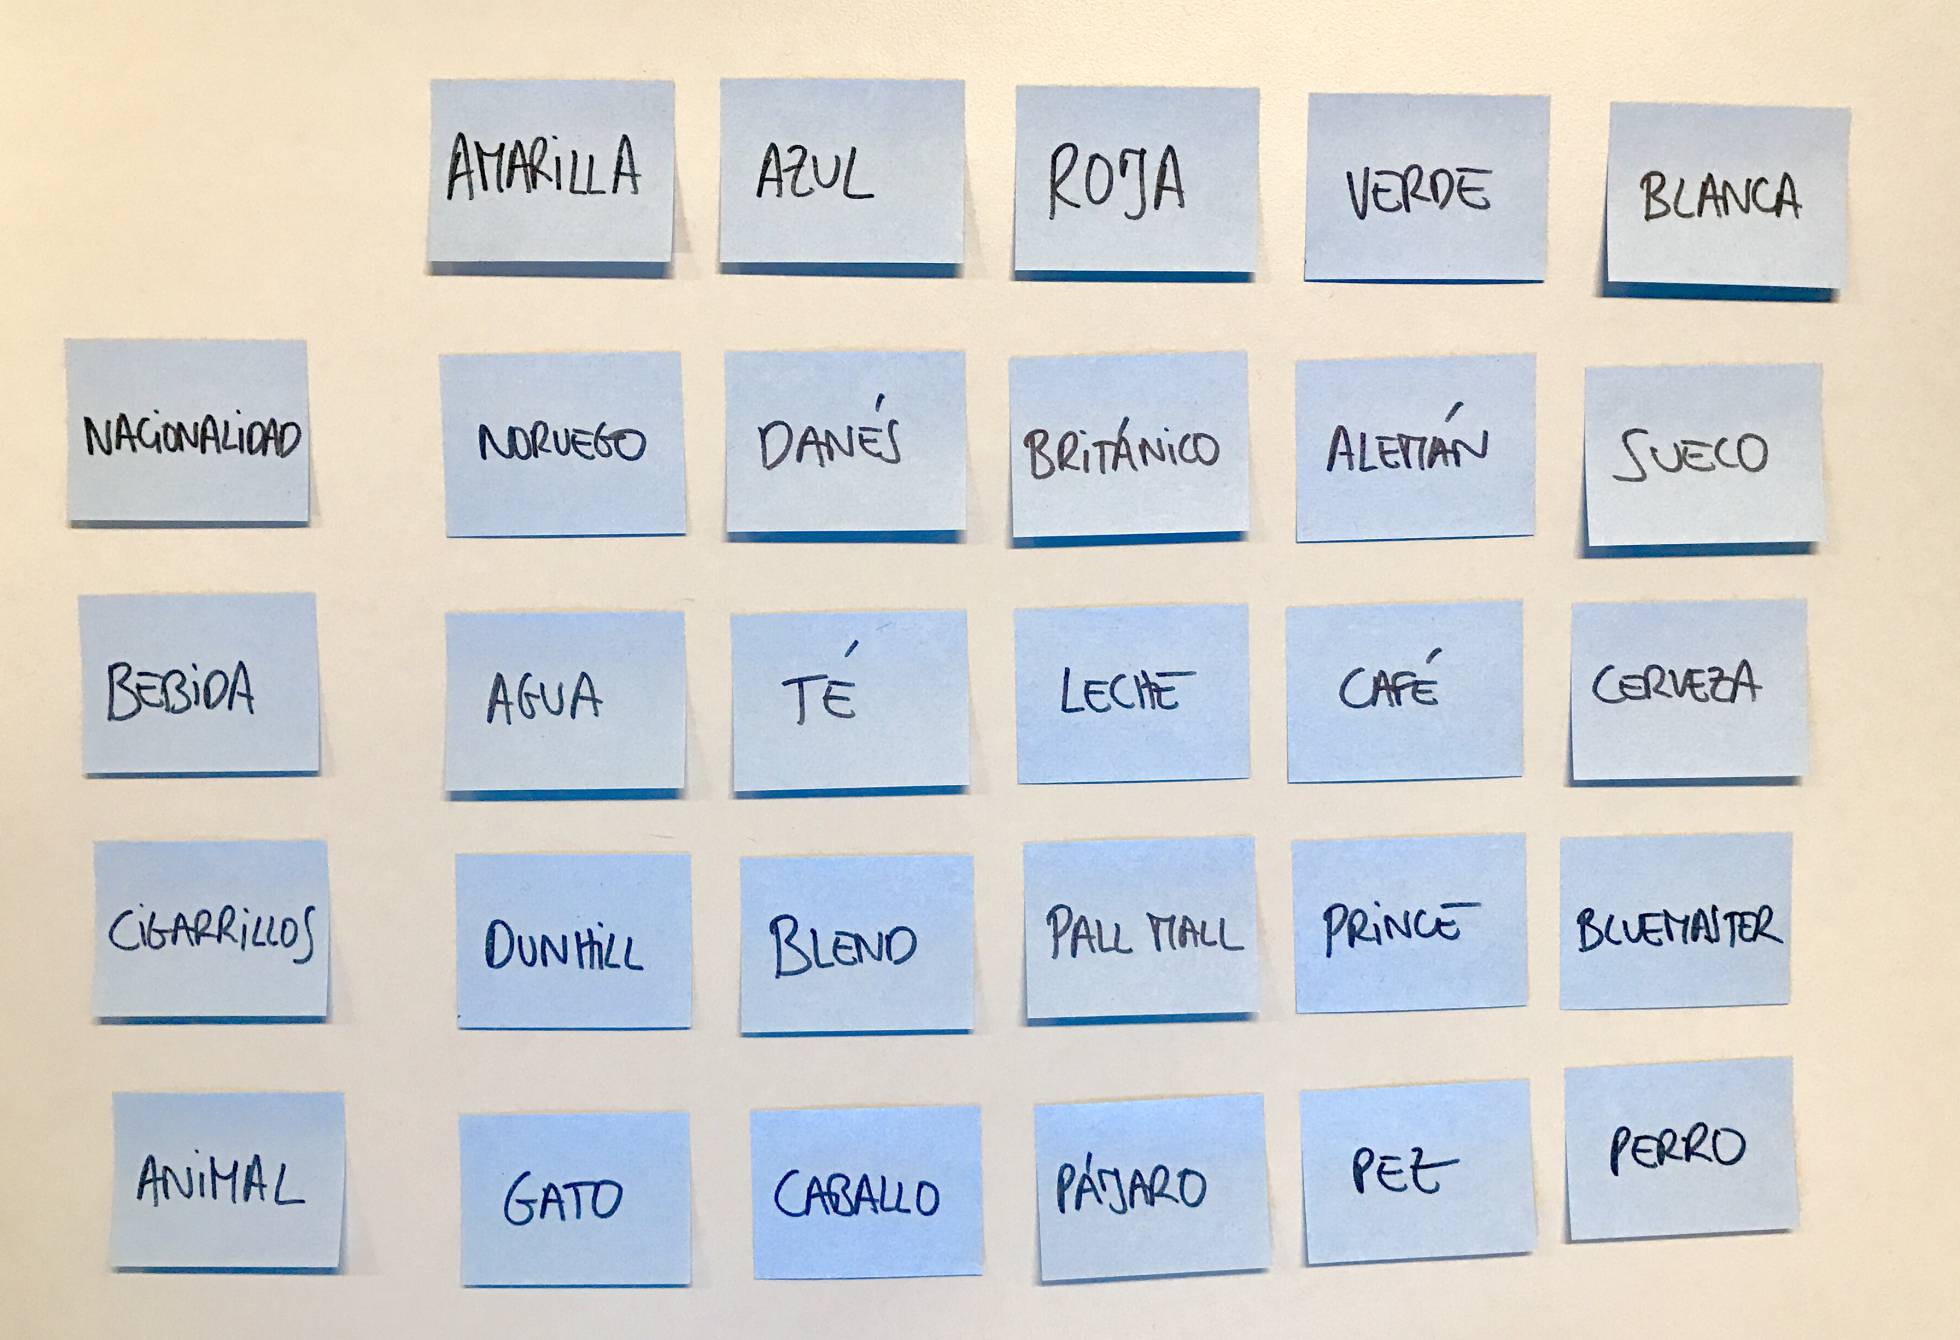 AMARILLA AZUL ROJA VERDE BLANCA
NACIONALIDAD NORUEGO DANÉS BRITÁNICO ALEMÁN SUECO
BEBIDA AGUA TÉ LECHE CAFÉ CERVEZA
CIGARRILLOS DUNHILL BLEND PALL MALL PRINCE BLUEMASTER
ANIMAL GATO CABALLO PÁJARO PEZ PERRO